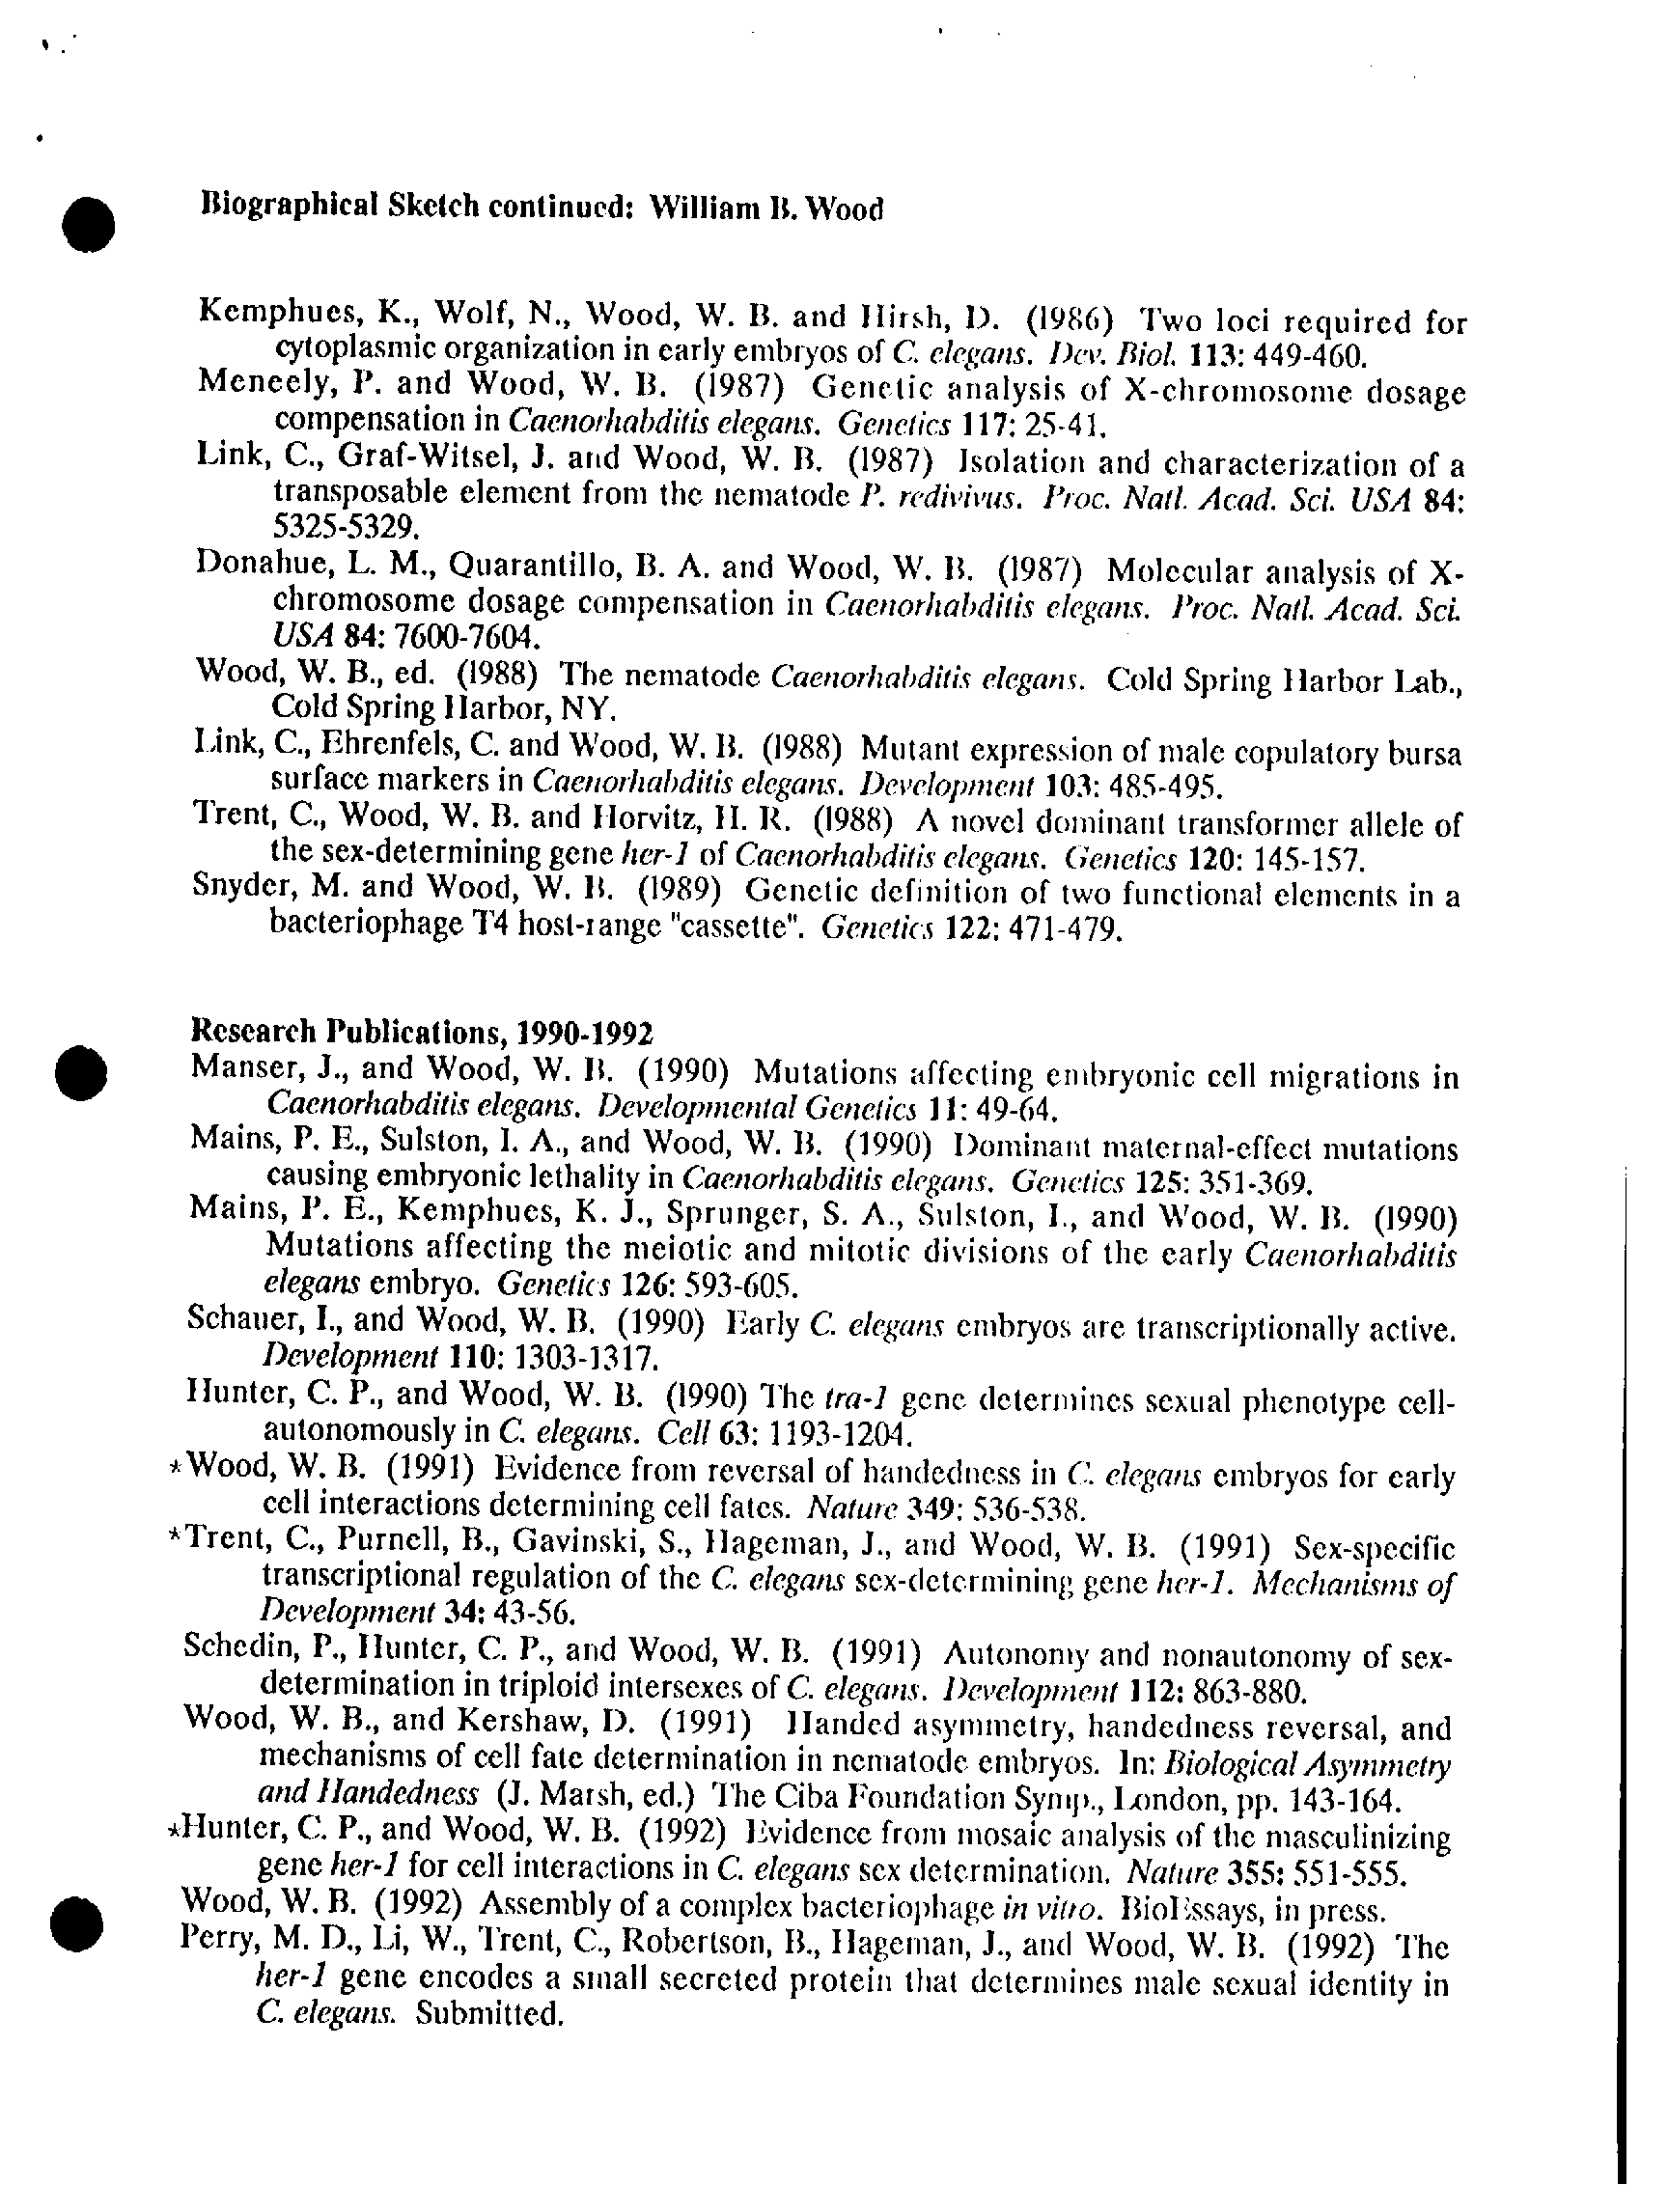 Biographical Sketch continued: William B. Wood
Kemphues, K., Wolf, N., Wood, W. B. and Hirsh, D. (1986) Two loci required for
cytoplasmic organization in early embryos of C. elegans. Dev. Biol. 113: 449-460.
Meneely, P. and Wood, W. B. (1987) Genetic analysis of X-chromosome dosage
compensation in Caenorhabditis elegans. Genetics 117: 25-41.
Link, C., Graf-Witsel, J. and Wood, W. B. (1987) Isolation and characterization of a
transposable element from the nematode P. redivivus. Proc. Natl. Acad. Sci. USA 84:
5325-5329.
Donahue, L. M., Quarantillo, B. A. and Wood, W. B. (1987) Molecular analysis of X-
chromosome dosage compensation in Caenorhabditis elegans. Proc. Natl. Acad. Sci.
USA 84: 7600-7604.
Wood, W. B., ed. (1988) The nematode Caenorhabditis elegans. Cold Spring Harbor Lab.,
Cold Spring Harbor, NY.
Link, C., Ehrenfels, C. and Wood, W. B. (1988) Mutant expression of male copulatory bursa
surface markers in Caenorhabditis elegans. Development 103: 485-495.
Trent, C., Wood, W. B. and Horvitz, H. R. (1988) A novel dominant transformer allele of
the sex-determining gene her-1 of Caenorhabditis elegans. Genetics 120: 145-157.
Snyder, M. and Wood, W. B. (1989) Genetic definition of two functional elements in a
bacteriophage T4 host-range "cassette". Genetics 122: 471-479.
Research Publications, 1990-1992
Manser, J., and Wood, W. B. (1990) Mutations affecting embryonic cell migrations in
Caenorhabditis elegans. Developmental Genetics 11: 49-64.
Mains, P. E., Sulston, I. A., and Wood, W. B. (1990) Dominant maternal-effect mutations
causing embryonic lethality in Caenorhabditis elegans. Genetics 125: 351-369.
Mains, P. E., Kemphues, K. J., Sprunger, S. A., Sulston, I., and Wood, W. B. (1990)
Mutations affecting the meiotic and mitotic divisions of the early Caenorhabditis
elegans embryo. Genetics 126: 593-605.
Schauer, I., and Wood, W. B. (1990) Early C. elegans embryos are transcriptionally active.
Development 110: 1303-1317.
Hunter, C. P., and Wood, W. B. (1990) The tra-1 gene determines sexual phenotype cell-
autonomously in C. elegans. Cell 63: 1193-1204.
*Wood, W. B. (1991) Evidence from reversal of handedness in C. elegans embryos for early
cell interactions determining cell fates. Nature 349: 536-538.
*Trent, C., Purnell, B., Gavinski, S., Hageman, J., and Wood, W. B. (1991) Sex-specific
transcriptional regulation of the C. elegans sex-determining gene her-1. Mechanisms of
Development 34: 43-56.
Schedin, P., Hunter, C. P., and Wood, W. B. (1991) Autonomy and nonautonomy of sex-
determination in triploid intersexes of C. elegans. Development 112: 863-880.
Wood, W. B., and Kershaw, D. (1991) Handed asymmetry, handedness reversal, and
mechanisms of cell fate determination in nematode embryos. In: Biological Asymmetry
and Handedness (J. Marsh, ed.) The Ciba Foundation Symp., London, pp. 143-164.
*Hunter, C. P., and Wood, W. B. (1992) Evidence from mosaic analysis of the masculinizing
gene her-1 for cell interactions in C. elegans sex determination. Nature 355: 551-555.
Wood, W. B. (1992) Assembly of a complex bacteriophage in vitro. BioEssays, in press.
Perry, M. D., Li, W., Trent, C., Robertson, B., Hageman, J., and Wood, W. B. (1992) The
her-1 gene encodes a small secreted protein that determines male sexual identity in
C. elegans. Submitted.